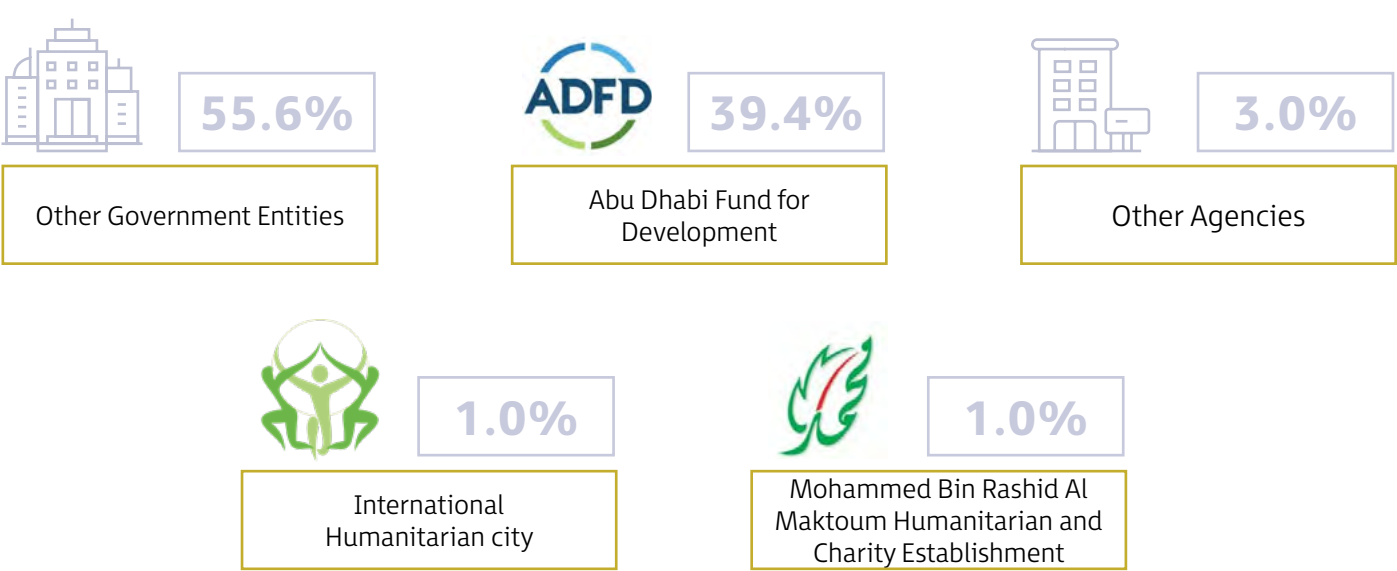 55.6%
Other Government Entities
ADFD
39.4%
Abu Dhabi Fund for
Development
3.0%
Other Agencies
1.0%
International
Humanitarian city
1.0%
Mohammed Bin Rashid Al
Maktoum Humanitarian and
Charity Establishment